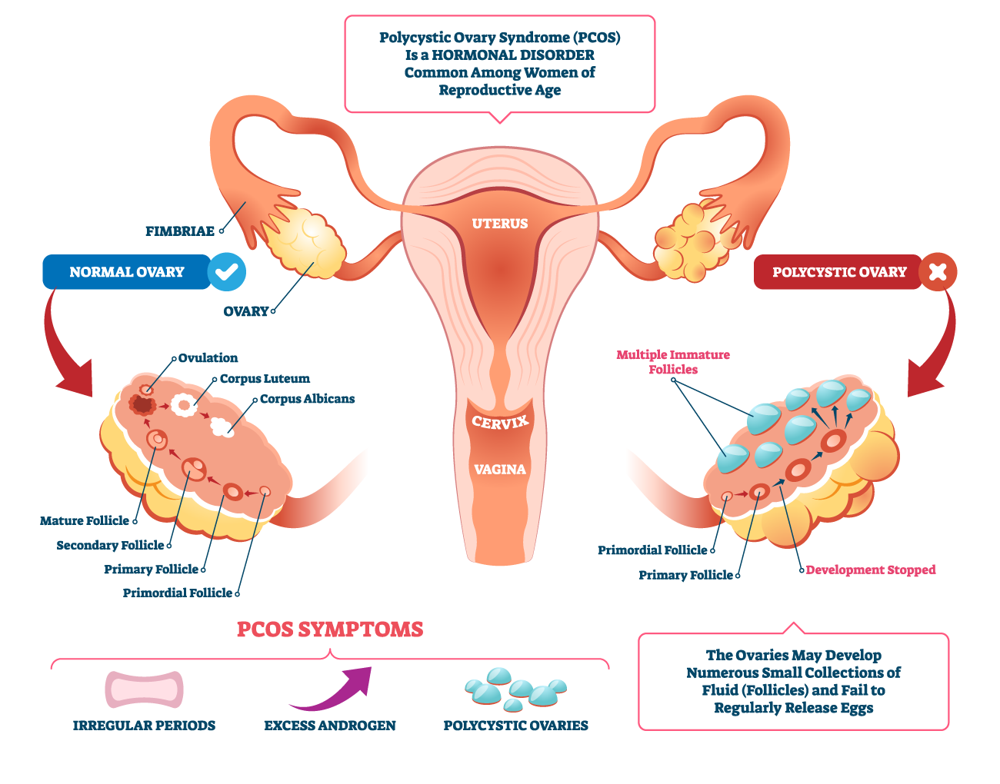 Polycystic Ovary Syndrome (PCOS)
Is a HORMONAL DISORDER
Common Among Women of
Reproductive Age
UTERUS
FIMBRIAE
NORMAL OVARY
POLYCYSTIC OVARY
OVARY
Ovulation
Corpus Luteum
Corpus Albicans
Multiple Immature
Follicles
CERVIX
VAGINA
Mature Follicle
Secondary Follicle
Primary Follicle
Primordial Follicle
Primordial Follicle
Primary Follicle
Development Stopped
PCOS SYMPTOMS
IRREGULAR PERIODS
EXCESS ANDROGEN
POLYCYSTIC OVARIES
The Ovaries May Develop
Numerous Small Collections of
Fluid (Follicles) and Fail to
Regularly Release Eggs